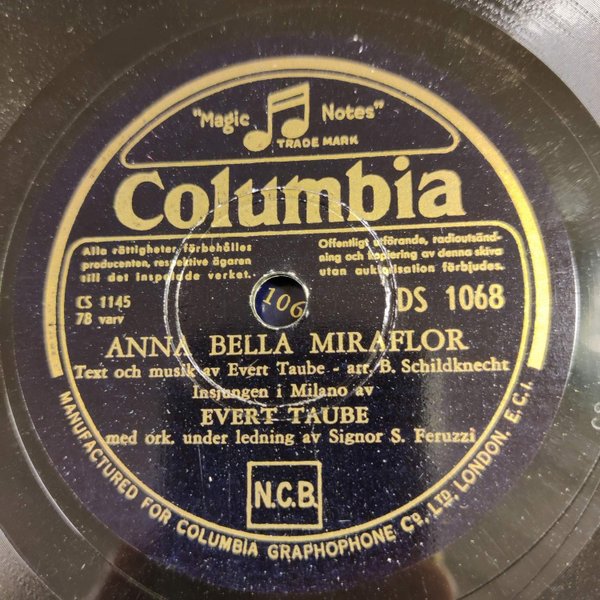 "Magic Notes"
TRADE MARK
Columbia
Alla rättigheter, förbehålles
producenten, respektive ägaren
till det inspelade verket.
Offentligt utförande, radioutsänd-
ning och kopiering av denna skiva
utan auktorisation förbjudes.
CS 1145
78 varv
106
DS 1068
ANNA BELLA MIRAFLOR
Text och musik av Evert Taube - arr. B. Schildknecht
Insjungen i Milano av
EVERT TAUBE
med ork. under ledning av Signor S. Feruzzi
N.C.B.
MANUFACTURED FOR COLUMBIA GRAPHOPHONE CO. LTD. LONDON. E.C.1.